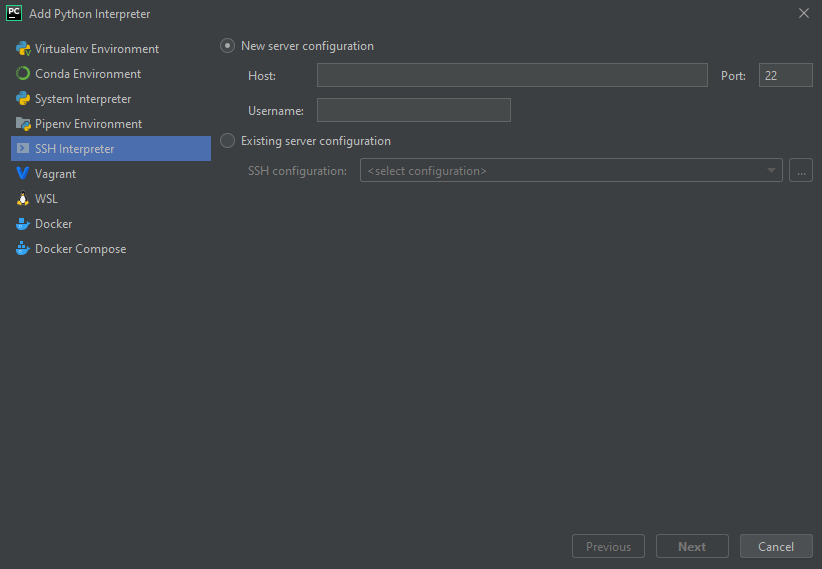 PC Add Python Interpreter
Virtualenv Environment
Conda Environment
System Interpreter
Pipenv Environment
SSH Interpreter
Vagrant
WSL
Docker
Docker Compose
New server configuration
Host: Port: 22
Username:
Existing server configuration
SSH configuration: <select configuration> ...
Previous Next Cancel